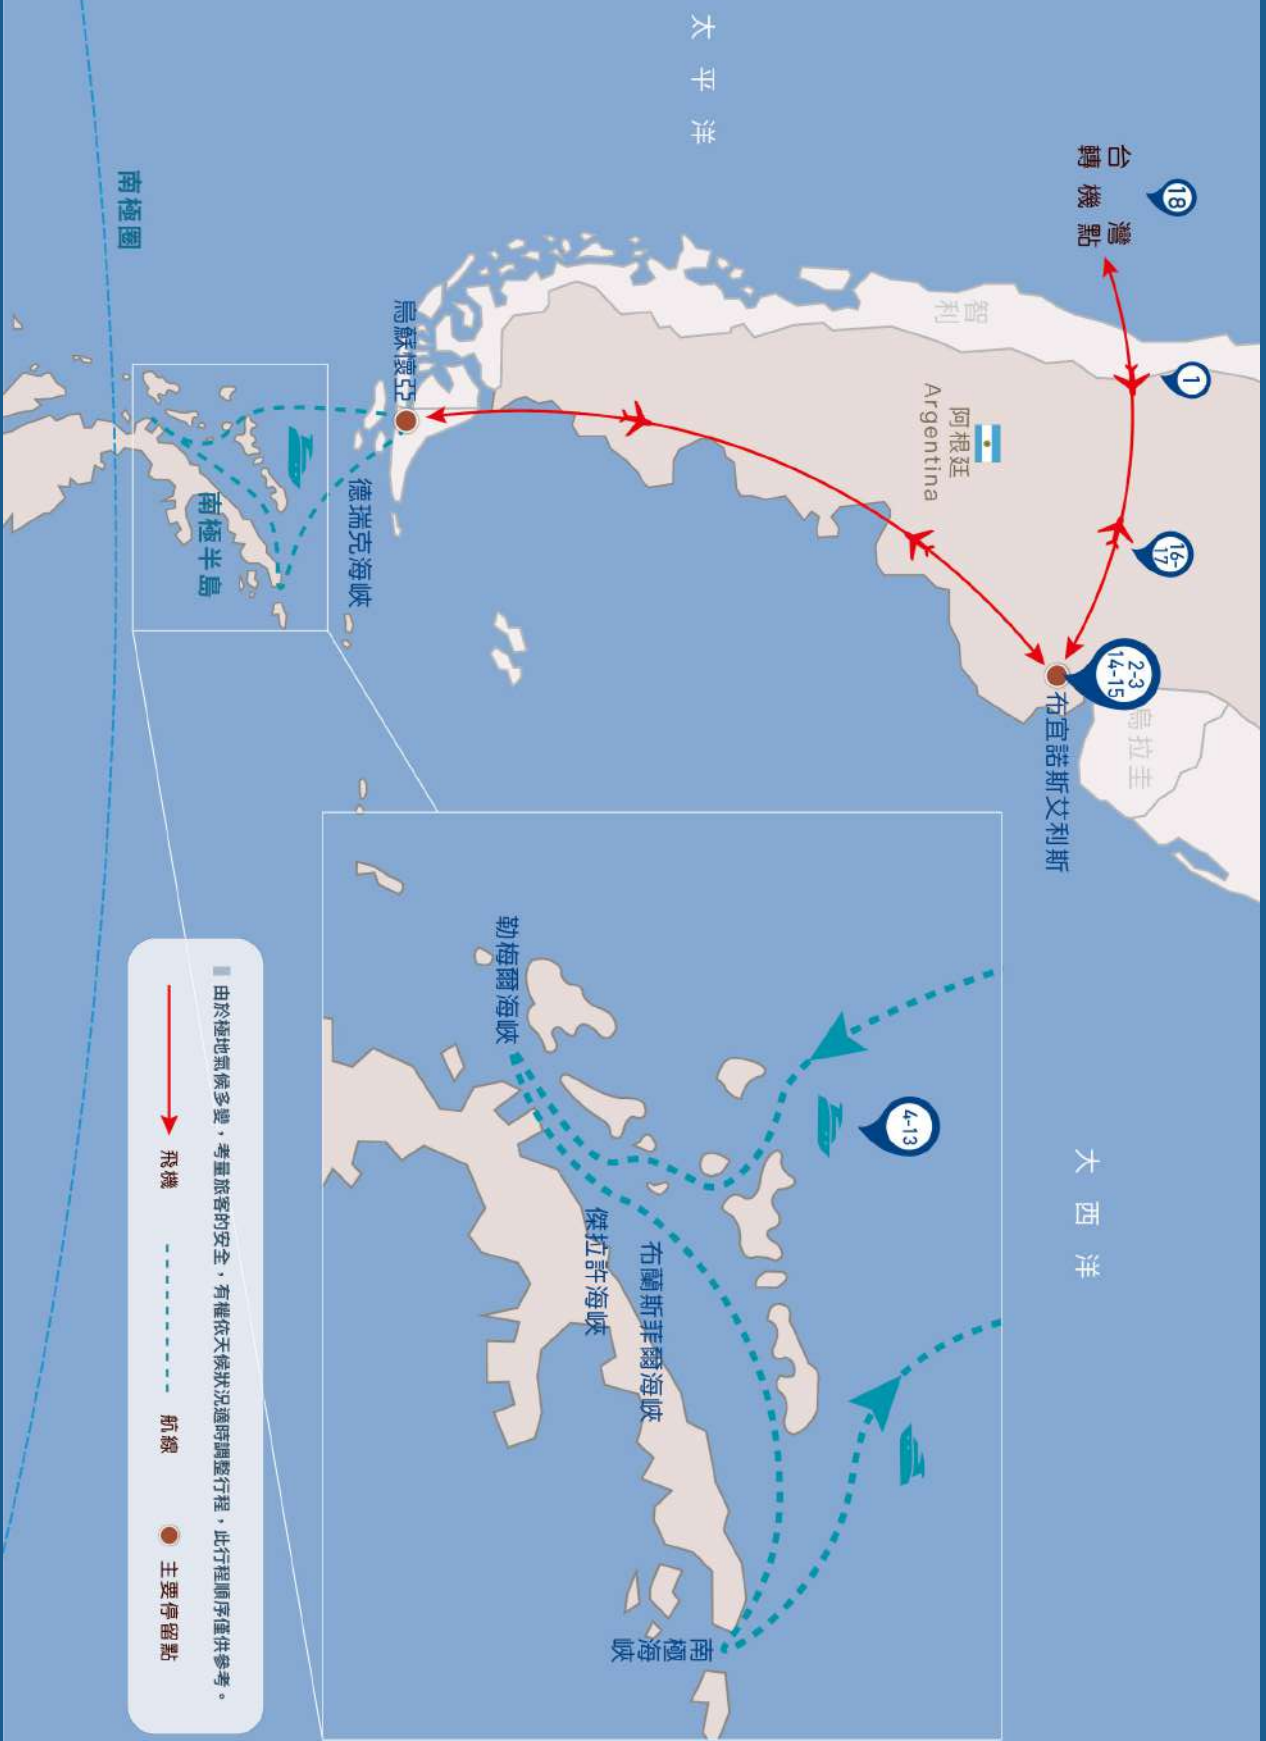 太平洋
台灣
轉機點
18
1
16-
17
2-3
14-15
智利
阿根廷
Argentina
烏拉圭
布宜諾斯艾利斯
大西洋
烏蘇懷亞
德瑞克海峽
南極圈
南極半島
4-13
勒梅爾海峽
傑拉許海峽
布蘭斯菲爾海峽
南極海峽
由於極地氣候多變，考量旅客的安全，有權依天候狀況適時調整行程，此行程順序僅供參考。
飛機
航線
主要停留點